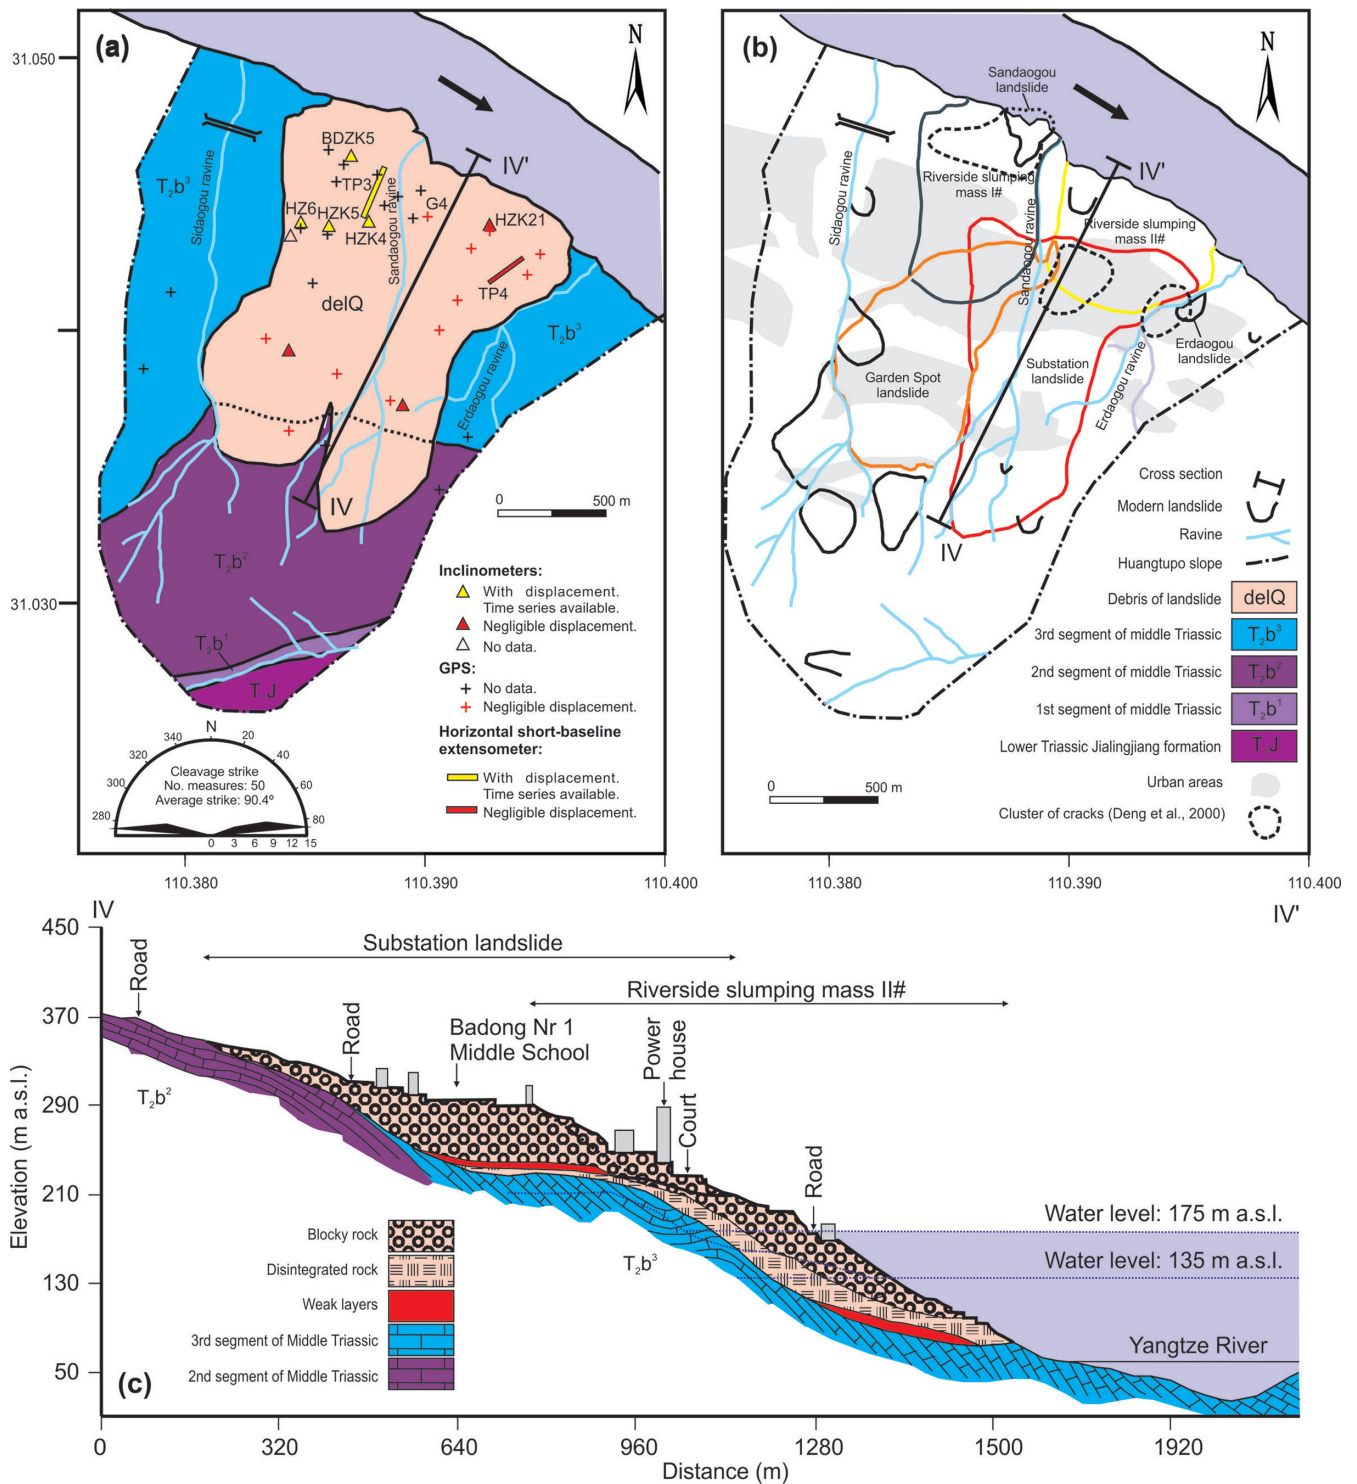 (a)
N
31.050
31.030
T₂b³
Sidaogou ravine
BDZK5
TP3
HZ6
HZK5
HZK4
G4
HZK21
TP4
Sandaogou ravine
delQ
IV'
IV
T₂b³
Erdaogou ravine
T₂b²
T₂b¹
T₁J
0
500 m
Inclinometers:
With displacement.
Time series available.
Negligible displacement.
No data.
GPS:
No data.
Negligible displacement.
Horizontal short-baseline
extensometer:
With displacement.
Time series available.
Negligible displacement.
N
280
300
320
340
20
40
60
80
Cleavage strike
No. measures: 50
Average strike: 90.4º
0 3 6 9 12 15
110.380
110.390
110.400
(b)
N
Sandaogou
landslide
IV'
Sidaogou ravine
Riverside slumping
mass I#
Riverside slumping
mass II#
Sandaogou ravine
Erdaogou
landslide
Garden Spot
landslide
Substation
landslide
Erdaogou ravine
IV
0
500 m
Cross section
Modern landslide
Ravine
Huangtupo slope
Debris of landslide
delQ
3rd segment of middle Triassic
T₂b³
2nd segment of middle Triassic
T₂b²
1st segment of middle Triassic
T₂b¹
Lower Triassic Jialingjiang formation
T₁J
Urban areas
Cluster of cracks (Deng et al., 2000)
110.380
110.390
110.400
IV
IV'
Elevation (m a.s.l.)
450
370
290
210
130
50
Substation landslide
Riverside slumping mass II#
Road
Road
Badong Nr 1
Middle School
Power
house
Court
Road
T₂b²
T₂b³
Water level: 175 m a.s.l.
Water level: 135 m a.s.l.
Yangtze River
Blocky rock
Disintegrated rock
Weak layers
3rd segment of Middle Triassic
2nd segment of Middle Triassic
(c)
0
320
640
960
1280
1500
1920
Distance (m)